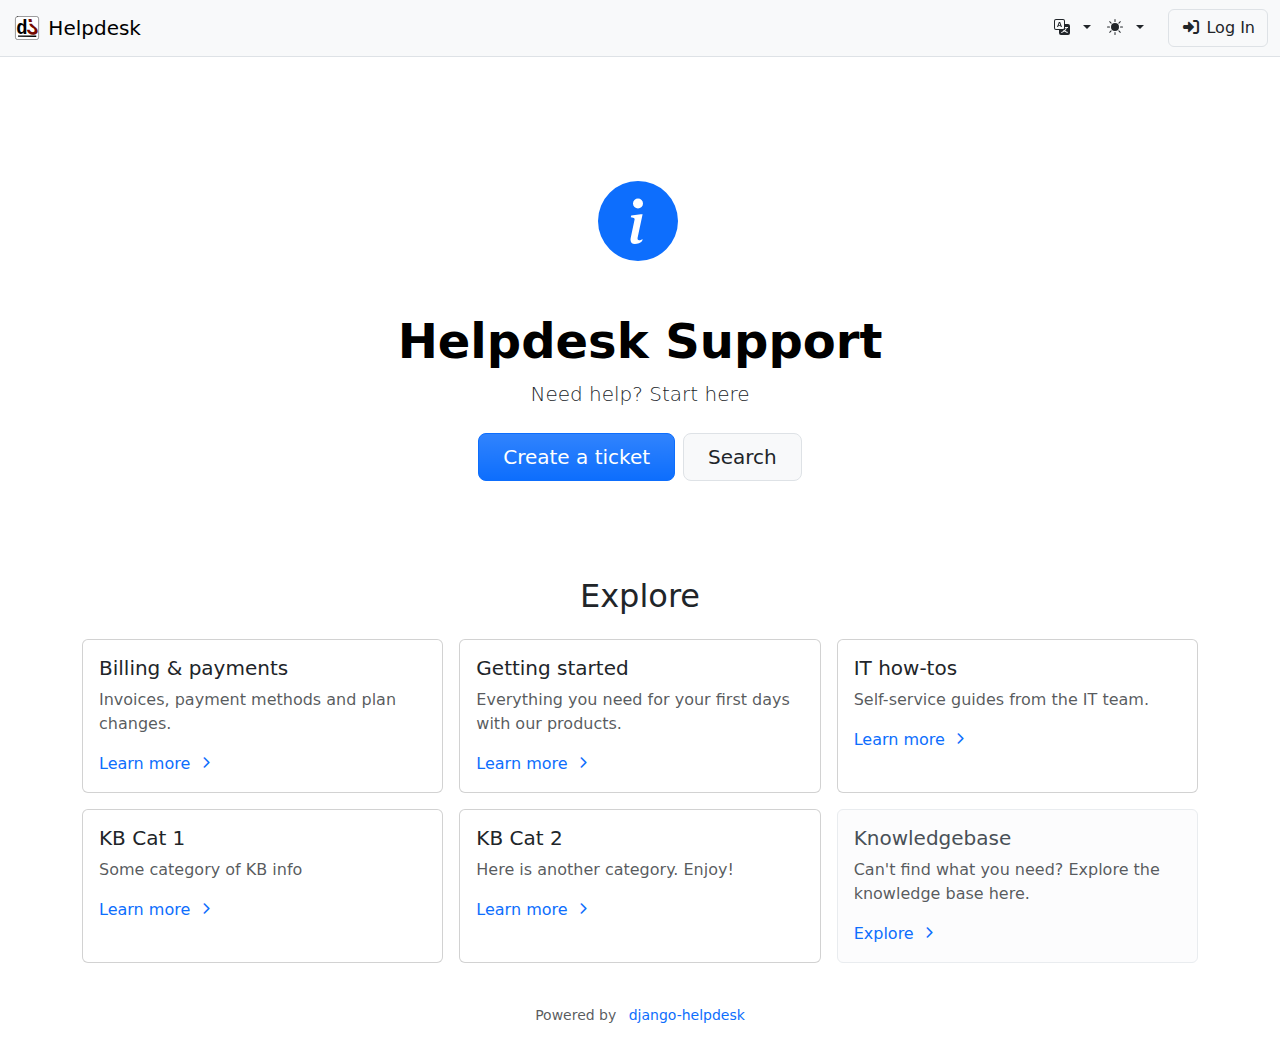 Helpdesk
Log In
Helpdesk Support
Need help? Start here
Create a ticket
Search
Explore
Billing & payments
Invoices, payment methods and plan
changes.
Learn more
Getting started
Everything you need for your first days
with our products.
Learn more
IT how-tos
Self-service guides from the IT team.
Learn more
KB Cat 1
Some category of KB info
Learn more
KB Cat 2
Here is another category. Enjoy!
Learn more
Knowledgebase
Can't find what you need? Explore the
knowledge base here.
Explore
Powered by django-helpdesk